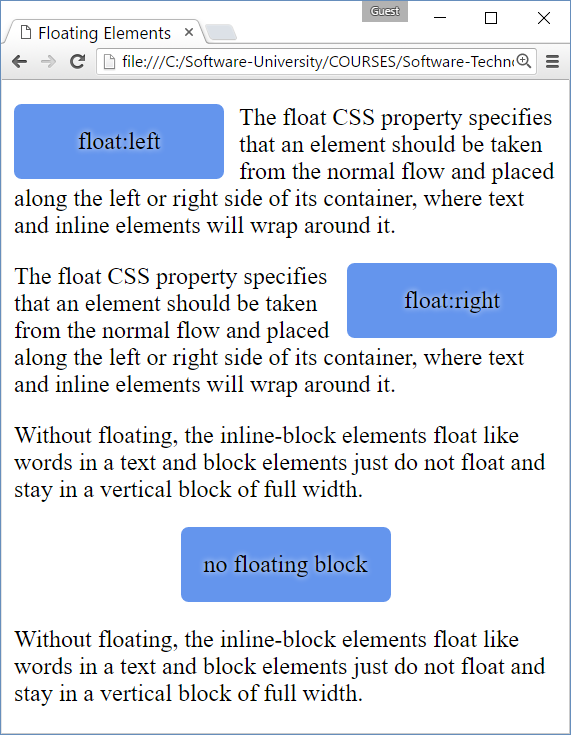 Guest
Floating Elements
file:///C:/Software-University/COURSES/Software-Techno
float:left
The float CSS property specifies
that an element should be taken
from the normal flow and placed
along the left or right side of its container, where text
and inline elements will wrap around it.
The float CSS property specifies
that an element should be taken
from the normal flow and placed
along the left or right side of its container, where text
and inline elements will wrap around it.
float:right
Without floating, the inline-block elements float like
words in a text and block elements just do not float and
stay in a vertical block of full width.
no floating block
Without floating, the inline-block elements float like
words in a text and block elements just do not float and
stay in a vertical block of full width.